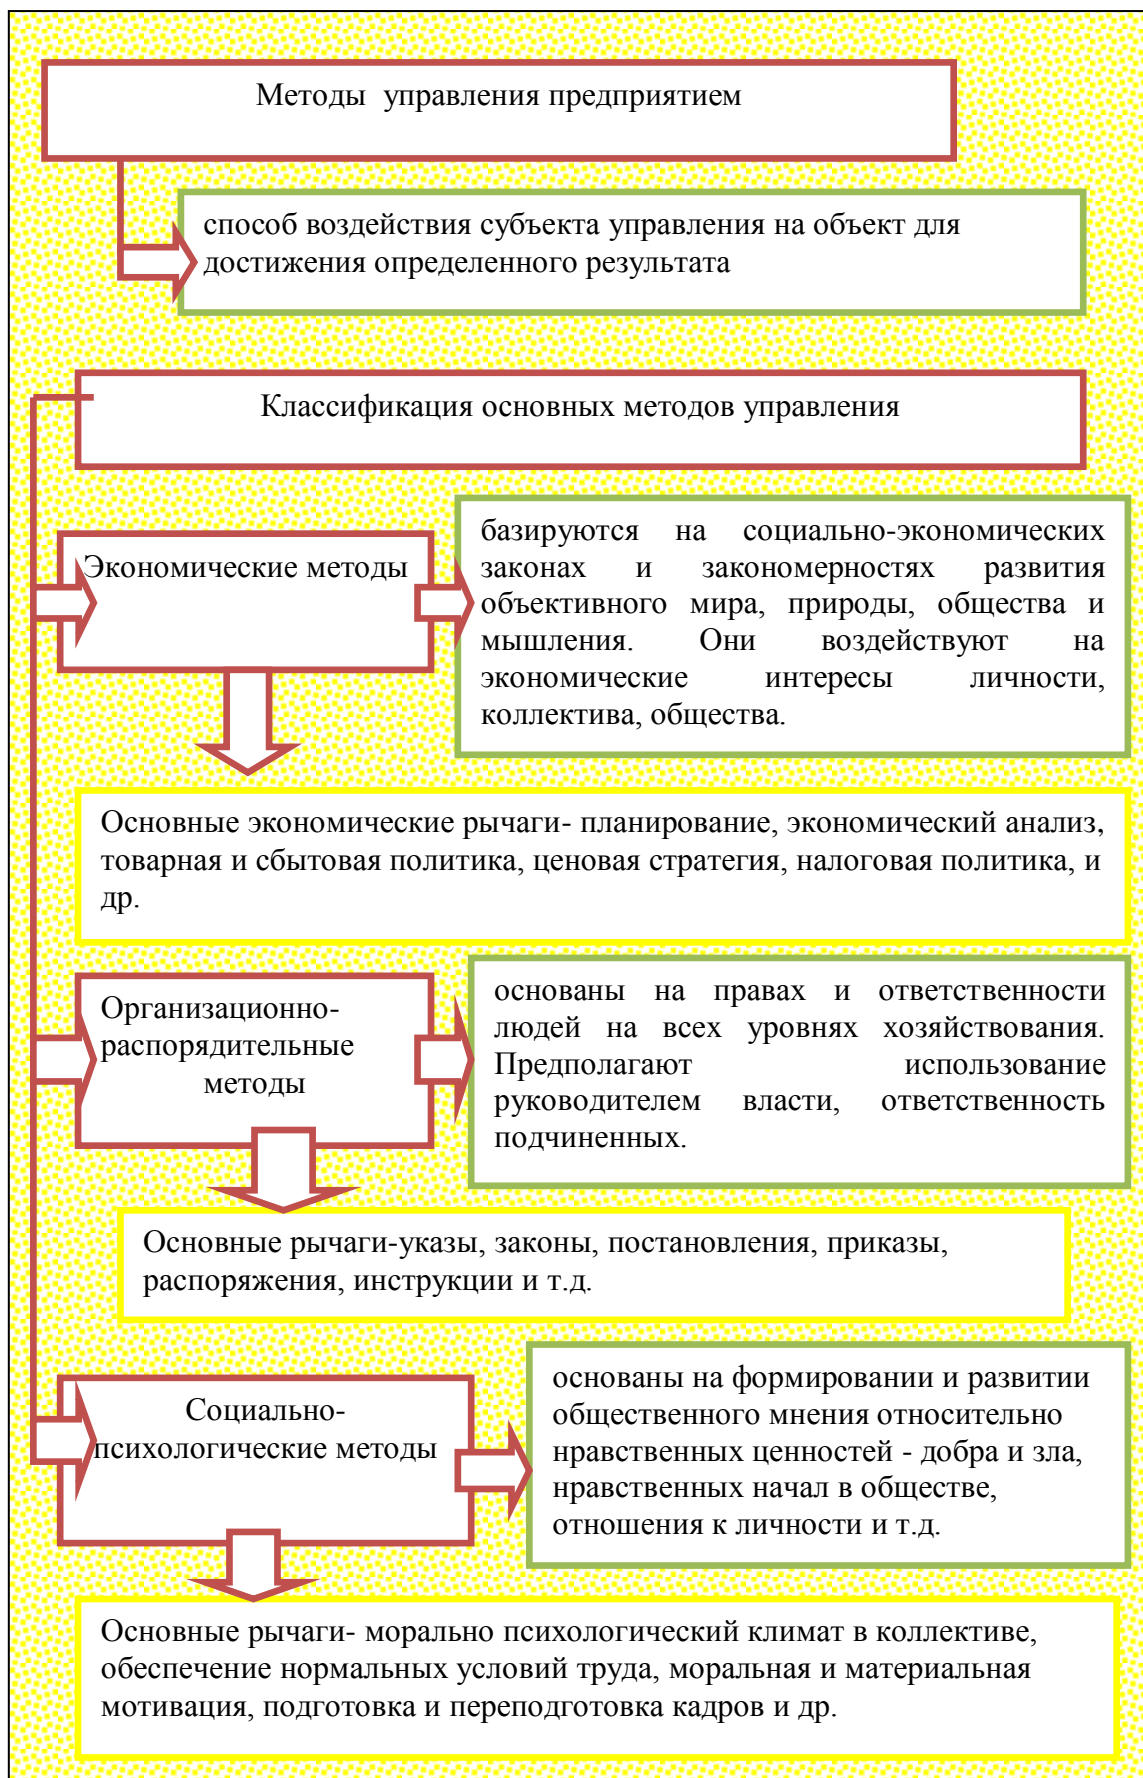 Методы управления предприятием
способ воздействия субъекта управления на объект для
достижения определенного результата
Классификация основных методов управления
Экономические методы
базируются на социально-экономических
законах и закономерностях развития
объективного мира, природы, общества и
мышления. Они воздействуют на
экономические интересы личности,
коллектива, общества.
Основные экономические рычаги- планирование, экономический анализ,
товарная и сбытовая политика, ценовая стратегия, налоговая политика, и
др.
Организационно-
распорядительные
методы
основаны на правах и ответственности
людей на всех уровнях хозяйствования.
Предполагают использование
руководителем власти, ответственность
подчиненных.
Основные рычаги-указы, законы, постановления, приказы,
распоряжения, инструкции и т.д.
Социально-
психологические методы
основаны на формировании и развитии
общественного мнения относительно
нравственных ценностей - добра и зла,
нравственных начал в обществе,
отношения к личности и т.д.
Основные рычаги- морально психологический климат в коллективе,
обеспечение нормальных условий труда, моральная и материальная
мотивация, подготовка и переподготовка кадров и др.